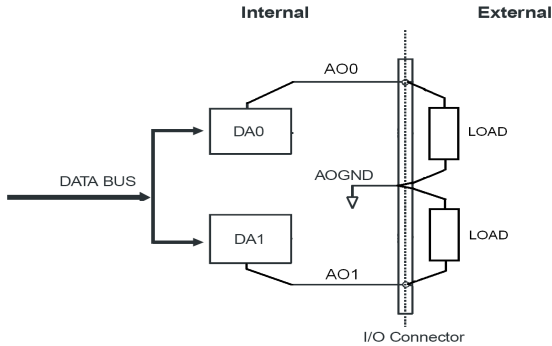 Internal
External
AO0
DA0
LOAD
DATA BUS
AOGND
DA1
LOAD
AO1
I/O Connector